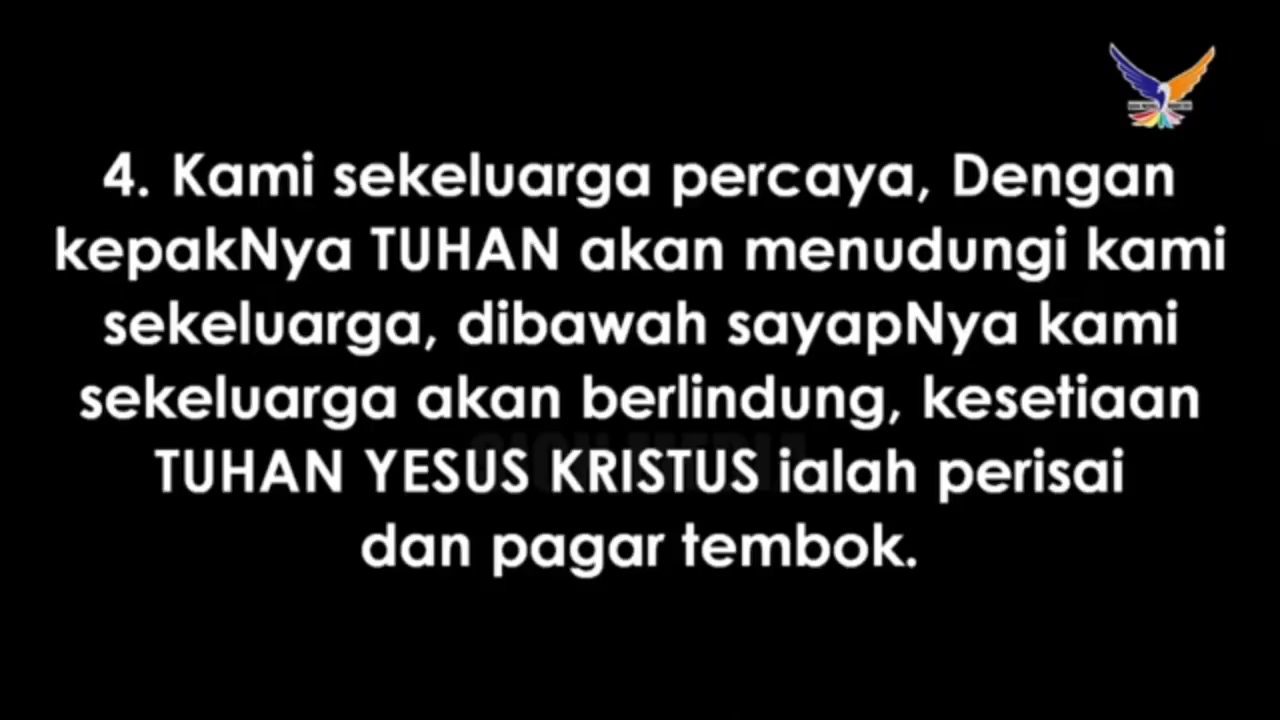 4. Kami sekeluarga percaya, Dengan
kepakNya TUHAN akan menudungi kami
sekeluarga, dibawah sayapNya kami
sekeluarga akan berlindung, kesetiaan
TUHAN YESUS KRISTUS ialah perisai
dan pagar tembok.